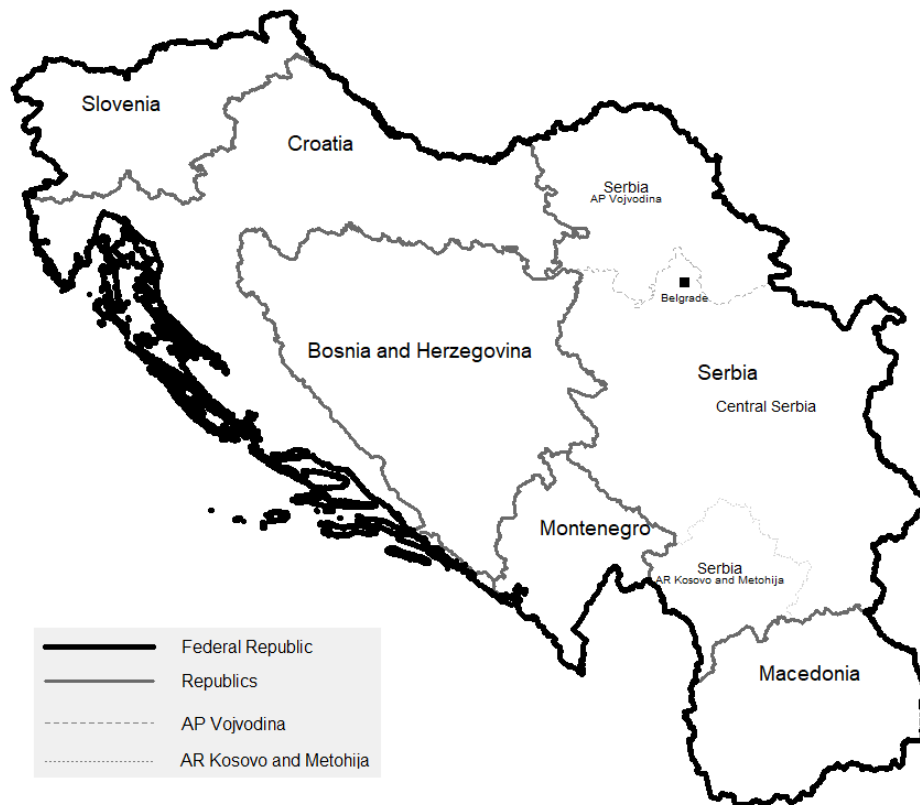 Slovenia
Croatia
Serbia
AP Vojvodina
Belgrade
Bosnia and Herzegovina
Serbia
Central Serbia
Montenegro
Serbia
AR Kosovo and Metohija
Macedonia
Federal Republic
Republics
AP Vojvodina
AR Kosovo and Metohija